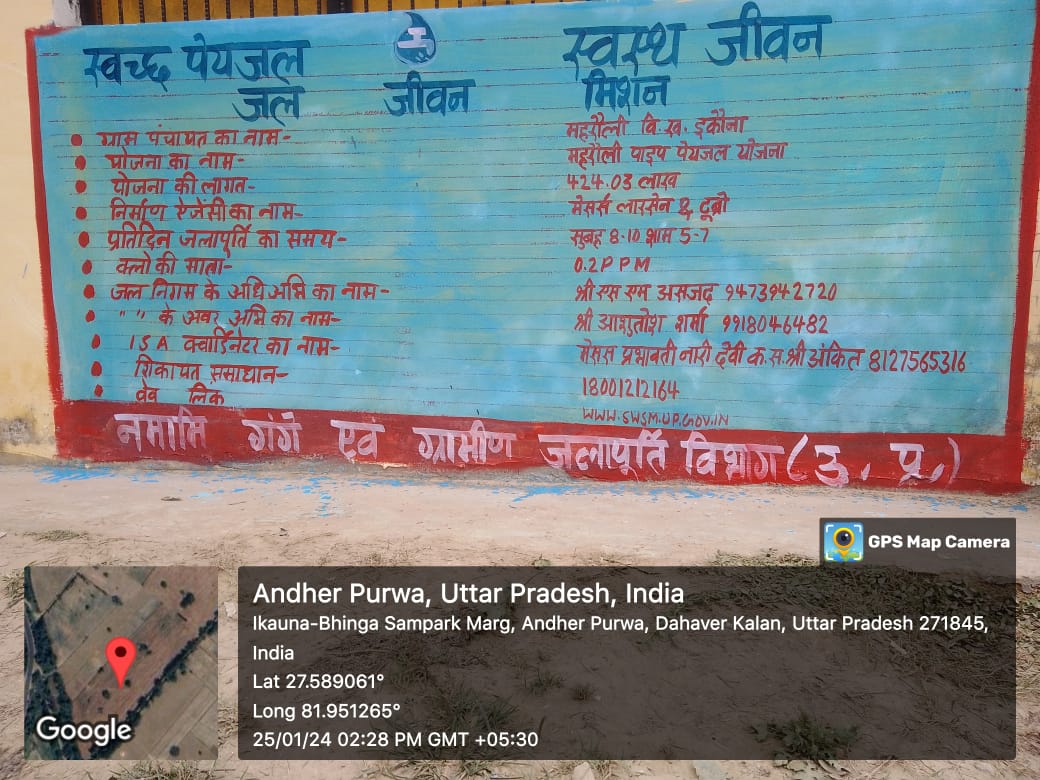 स्वच्छ पेयजल स्वस्थ जीवन
जल जीवन मिशन
ग्राम पंचायत का नाम- महरौली वि.ख. इकौना
योजना का नाम- महरौली पाइप पेयजल योजना
योजना की लागत- 424.03 लाख
निर्माण ऐजेंसी का नाम- मेसर्स लारसेन & टूब्रो
प्रतिदिन जलापूर्ति का समय- सुबह 8-10 शाम 5-7
क्लो की मात्रा- 0.2 P P M
जल निगम के अधि अभि का नाम- श्री एस एम असजद 9473942720
" " के अवर अभि का नाम- श्री आशुतोश शर्मा 9918046482
I S A क्वार्डिनेटर का नाम- मेसस प्रभावती नारी देवी क.स. श्री अंकित 8127565316
शिकायत समाधान- 18001212164
वेव लिक WWW.SWSM.UP.GOV.IN
नमामि गंगे एवं ग्रामीण जलापूर्ति विभाग (उ. प्र.)
GPS Map Camera
Andher Purwa, Uttar Pradesh, India
Ikauna-Bhinga Sampark Marg, Andher Purwa, Dahaver Kalan, Uttar Pradesh 271845,
India
Lat 27.589061°
Long 81.951265°
25/01/24 02:28 PM GMT +05:30
Google